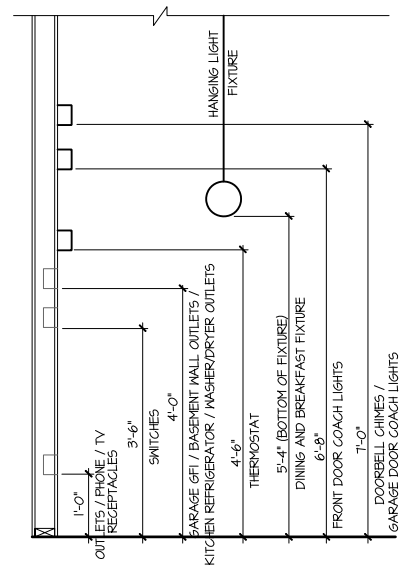 HANGING LIGHT
FIXTURE
1'-0"
OUTLETS / PHONE / TV
RECEPTACLES
3'-6"
SWITCHES
4'-0"
GARAGE GFI / BASEMENT WALL OUTLETS /
KITCHEN REFRIGERATOR / WASHER/DRYER OUTLETS
4'-6"
THERMOSTAT
5'-4" (BOTTOM OF FIXTURE)
DINING AND BREAKFAST FIXTURE
6'-8"
FRONT DOOR COACH LIGHTS
7'-0"
DOORBELL CHIMES /
GARAGE DOOR COACH LIGHTS